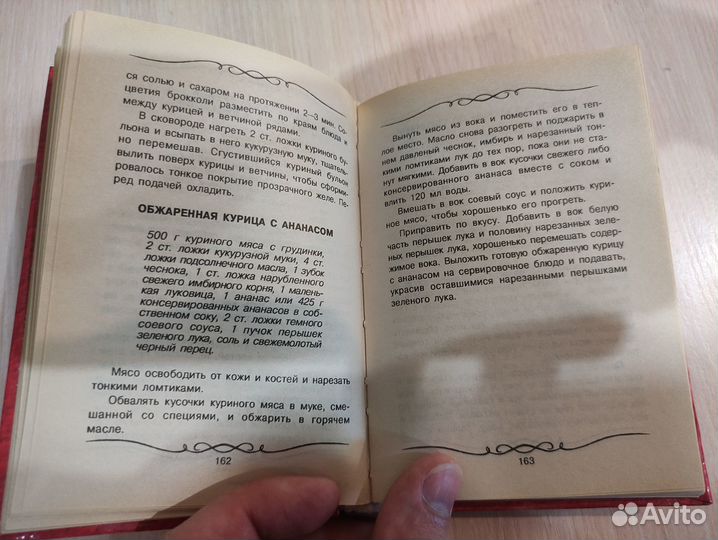 ся солью и сахаром на протяжении 2—3 мин. Со-
цветия брокколи разместить по краям блюда и
между курицей и ветчиной рядами.
В сковороде нагреть 2 ст. ложки куриного бу-
льона и всыпать в него кукурузную муку, тщатель-
но перемешав. Сгустившийся куриный бульон
вылить поверх курицы и ветчины, чтобы сформи-
ровалось тонкое покрытие прозрачного желе. Пе-
ред подачей охладить.
ОБЖАРЕННАЯ КУРИЦА С АНАНАСОМ
500 г куриного мяса с грудинки,
2 ст. ложки кукурузной муки, 4 ст.
ложки подсолнечного масла, 1 зубок
чеснока, 1 ст. ложка нарубленного
свежего имбирного корня, 1 малень-
кая луковица, 1 ананас или 425 г
консервированных ананасов в соб-
ственном соку, 2 ст. ложки темного
соевого соуса, 1 пучок перышек
зеленого лука, соль и свежемолотый
черный перец.
Мясо освободить от кожи и костей и нарезать
тонкими ломтиками.
Обвалять кусочки куриного мяса в муке, сме-
шанной со специями, и обжарить в горячем
масле.
162
Вынуть мясо из вока и поместить его в теп-
лое место. Масло снова разогреть и поджарить в
нем давленый чеснок, имбирь и нарезанный тон-
кими ломтиками лук до тех пор, пока они не ста-
нут мягкими. Добавить в вок кусочки свежего либо
консервированного ананаса вместе с соком и
влить 120 мл воды.
Вмешать в вок соевый соус и положить кури-
ное мясо, чтобы хорошенько его прогреть.
Приправить по вкусу. Добавить в вок белую
часть перышек лука и половину нарезанных зеле-
ных перышек лука, хорошенько перемешать содер-
жимое вока. Выложить готовую обжаренную курицу
с ананасом на сервировочное блюдо и подавать,
украсив оставшимися нарезанными перышками
зеленого лука.
163
Avito